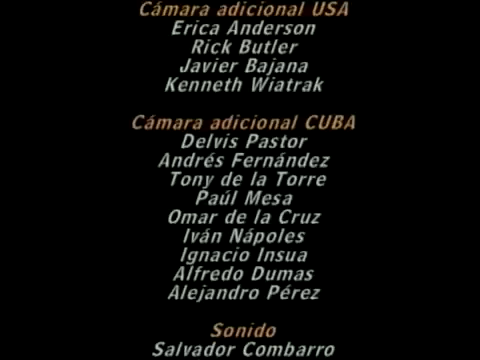 Cámara adicional USA
Erica Anderson
Rick Butler
Javier Bajana
Kenneth Wiatrak
Cámara adicional CUBA
Delvis Pastor
Andrés Fernández
Tony de la Torre
Paúl Mesa
Omar de la Cruz
Iván Nápoles
Ignacio Insua
Alfredo Dumas
Alejandro Pérez
Sonido
Salvador Combarro